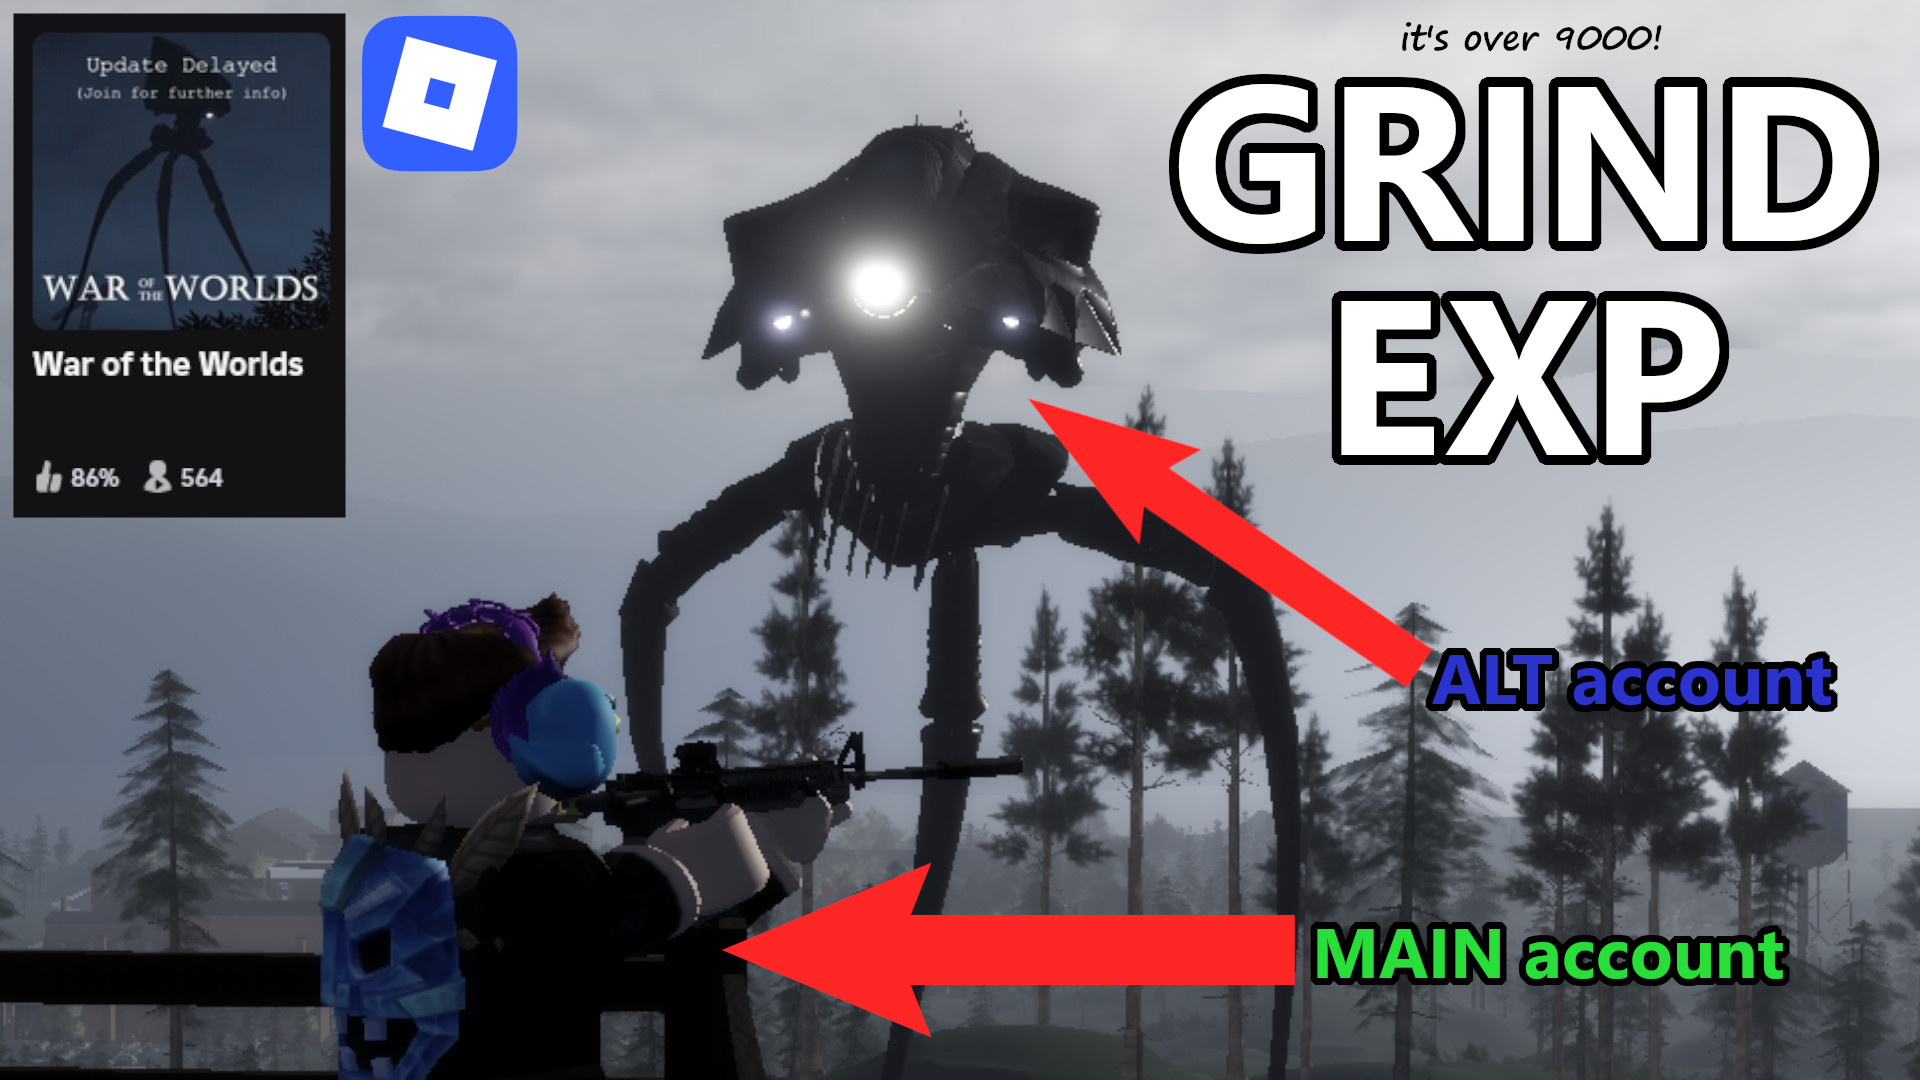 Update Delayed
(Join for further info)
WAR OF THE WORLDS
War of the Worlds
86% 564
it's over 9000!
GRIND
EXP
ALT account
MAIN account